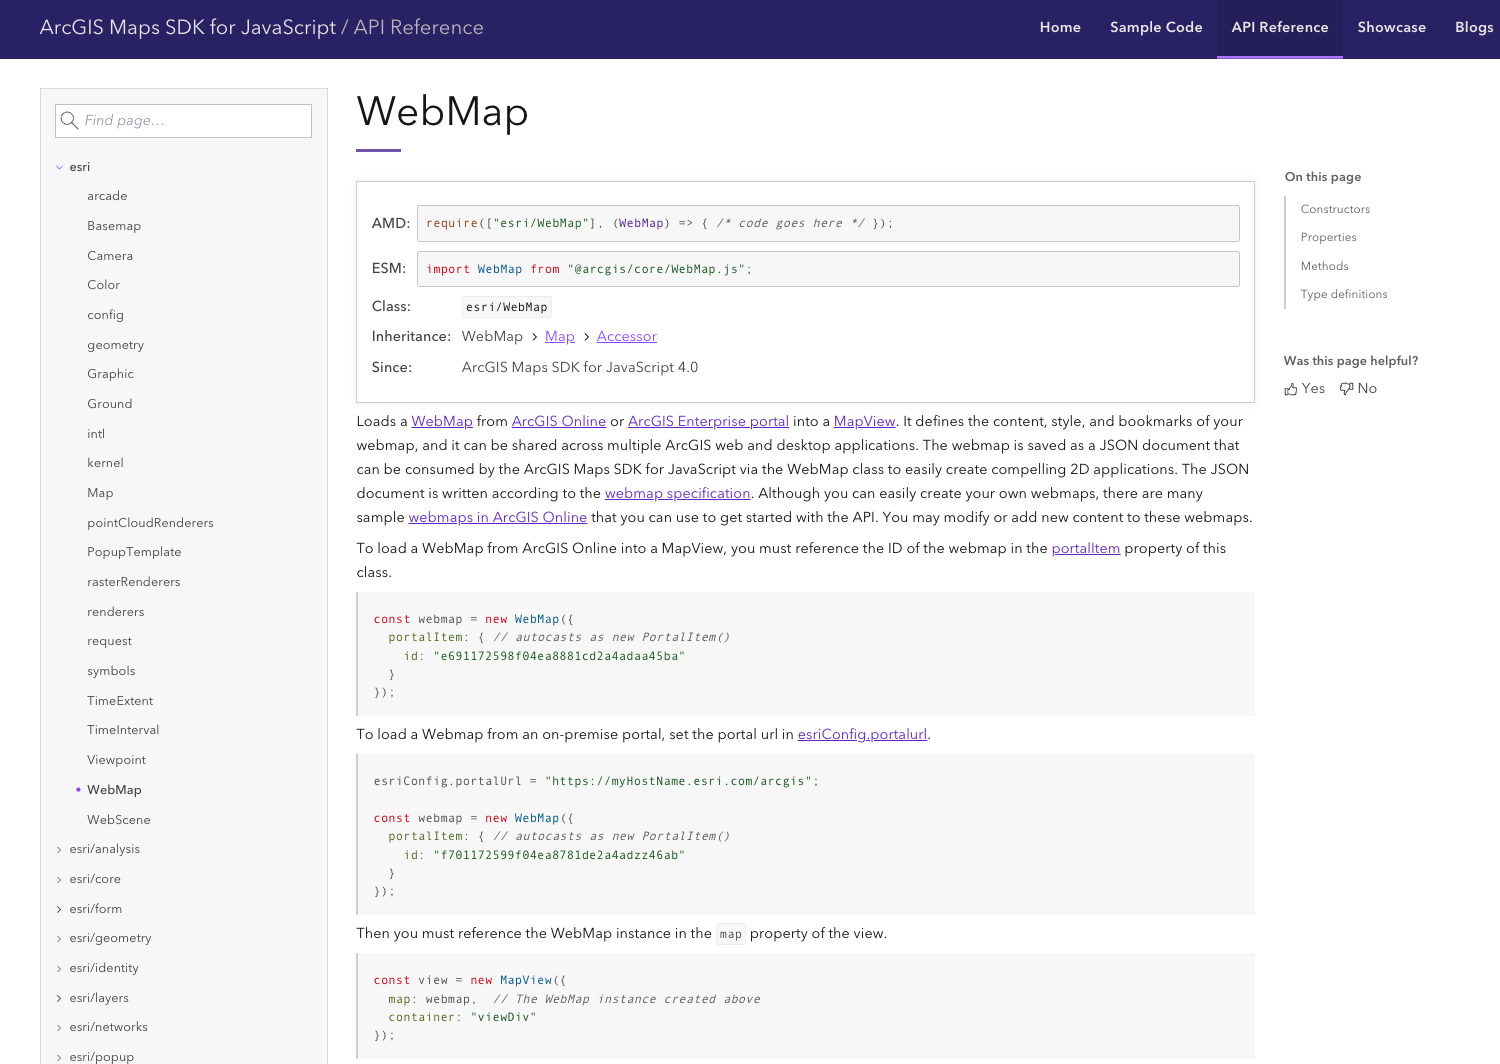 ArcGIS Maps SDK for JavaScript / API Reference
Home Sample Code API Reference Showcase Blogs
Find page...
esri
arcade
Basemap
Camera
Color
config
geometry
Graphic
Ground
intl
kernel
Map
pointCloudRenderers
PopupTemplate
rasterRenderers
renderers
request
symbols
TimeExtent
TimeInterval
Viewpoint
WebMap
WebScene
esri/analysis
esri/core
esri/form
esri/geometry
esri/identity
esri/layers
esri/networks
esri/popup
WebMap
AMD: require(["esri/WebMap"], (WebMap) => { /* code goes here */ });
ESM: import WebMap from "@arcgis/core/WebMap.js";
Class: esri/WebMap
Inheritance: WebMap > Map > Accessor
Since: ArcGIS Maps SDK for JavaScript 4.0
Loads a WebMap from ArcGIS Online or ArcGIS Enterprise portal into a MapView. It defines the content, style, and bookmarks of your
webmap, and it can be shared across multiple ArcGIS web and desktop applications. The webmap is saved as a JSON document that
can be consumed by the ArcGIS Maps SDK for JavaScript via the WebMap class to easily create compelling 2D applications. The JSON
document is written according to the webmap specification. Although you can easily create your own webmaps, there are many
sample webmaps in ArcGIS Online that you can use to get started with the API. You may modify or add new content to these webmaps.
To load a WebMap from ArcGIS Online into a MapView, you must reference the ID of the webmap in the portalItem property of this
class.
const webmap = new WebMap({
  portalItem: { // autocasts as new PortalItem()
    id: "e691172598f04ea8881cd2a4adaa45ba"
  }
});
To load a Webmap from an on-premise portal, set the portal url in esriConfig.portalurl.
esriConfig.portalUrl = "https://myHostName.esri.com/arcgis";
const webmap = new WebMap({
  portalItem: { // autocasts as new PortalItem()
    id: "f701172599f04ea8781de2a4adzz46ab"
  }
});
Then you must reference the WebMap instance in the map property of the view.
const view = new MapView({
  map: webmap,  // The WebMap instance created above
  container: "viewDiv"
});
On this page
Constructors
Properties
Methods
Type definitions
Was this page helpful?
Yes No